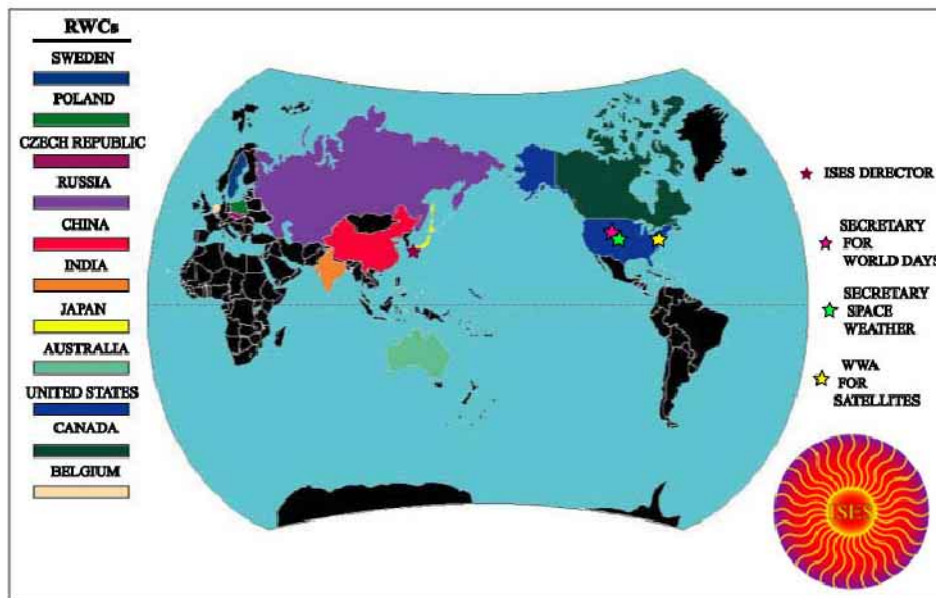 RWCs
SWEDEN
POLAND
CZECH REPUBLIC
RUSSIA
CHINA
INDIA
JAPAN
AUSTRALIA
UNITED STATES
CANADA
BELGIUM
ISES DIRECTOR
SECRETARY
FOR
WORLD DAYS
SECRETARY
SPACE
WEATHER
WWA
FOR
SATELLITES
ISES